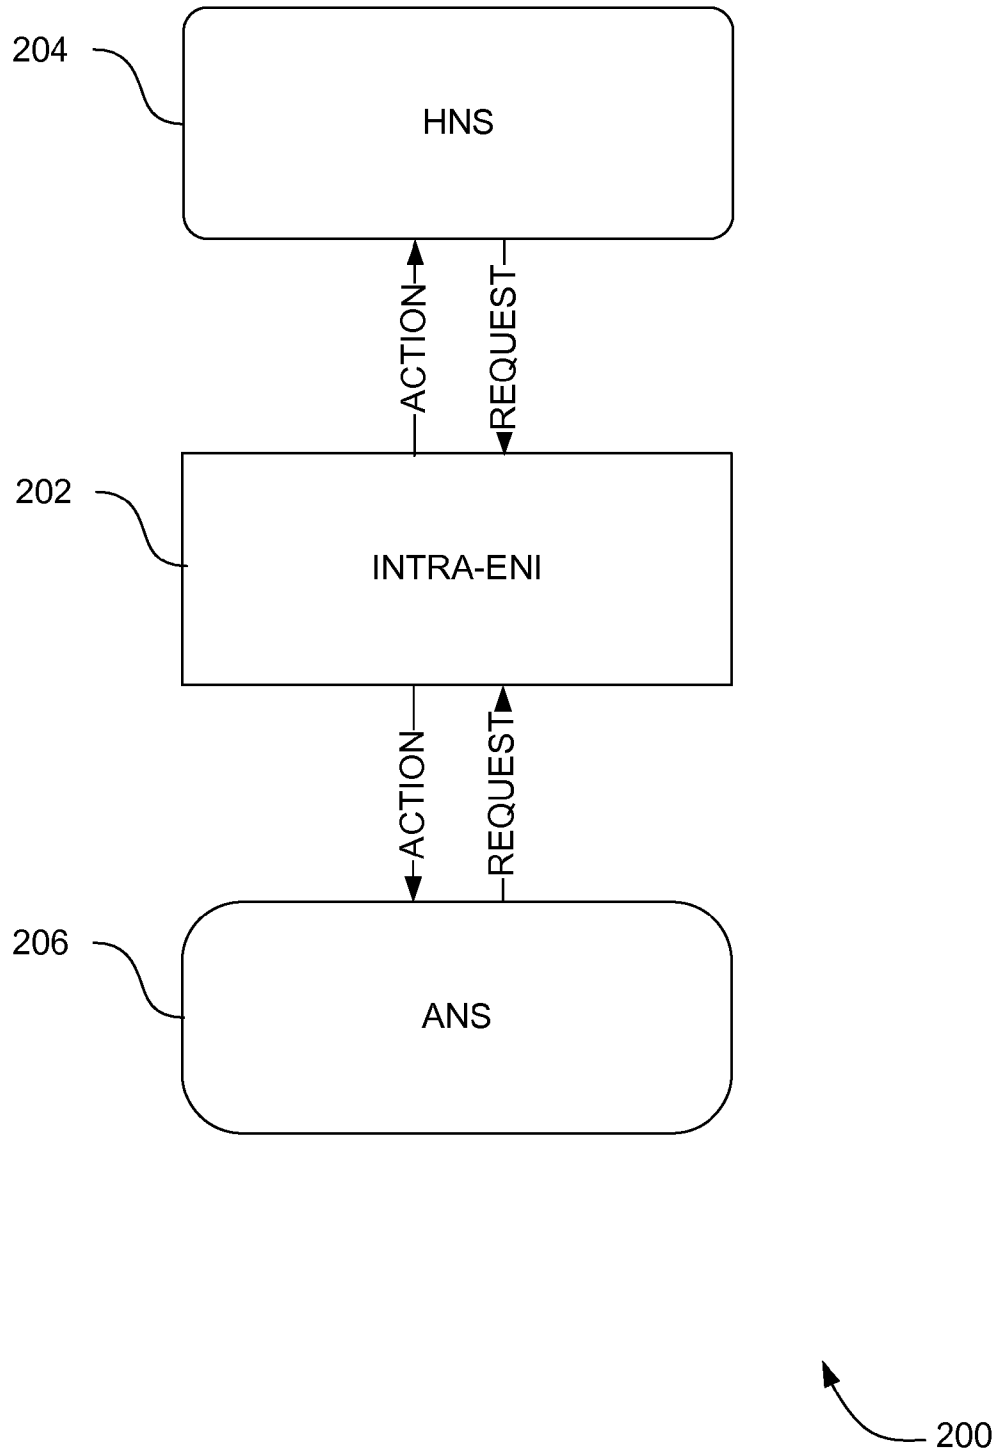 204
HNS
ACTION
REQUEST
202
INTRA-ENI
ACTION
REQUEST
206
ANS
200